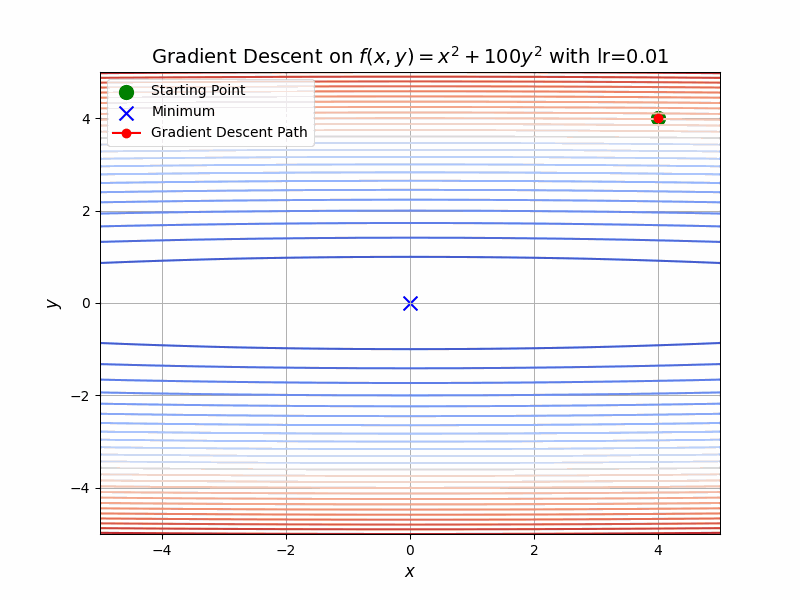 Gradient Descent on f(x, y) = x² + 100y² with lr=0.01
Starting Point
Minimum
Gradient Descent Path
4
2
0
−2
−4
y
−4
−2
0
2
4
x